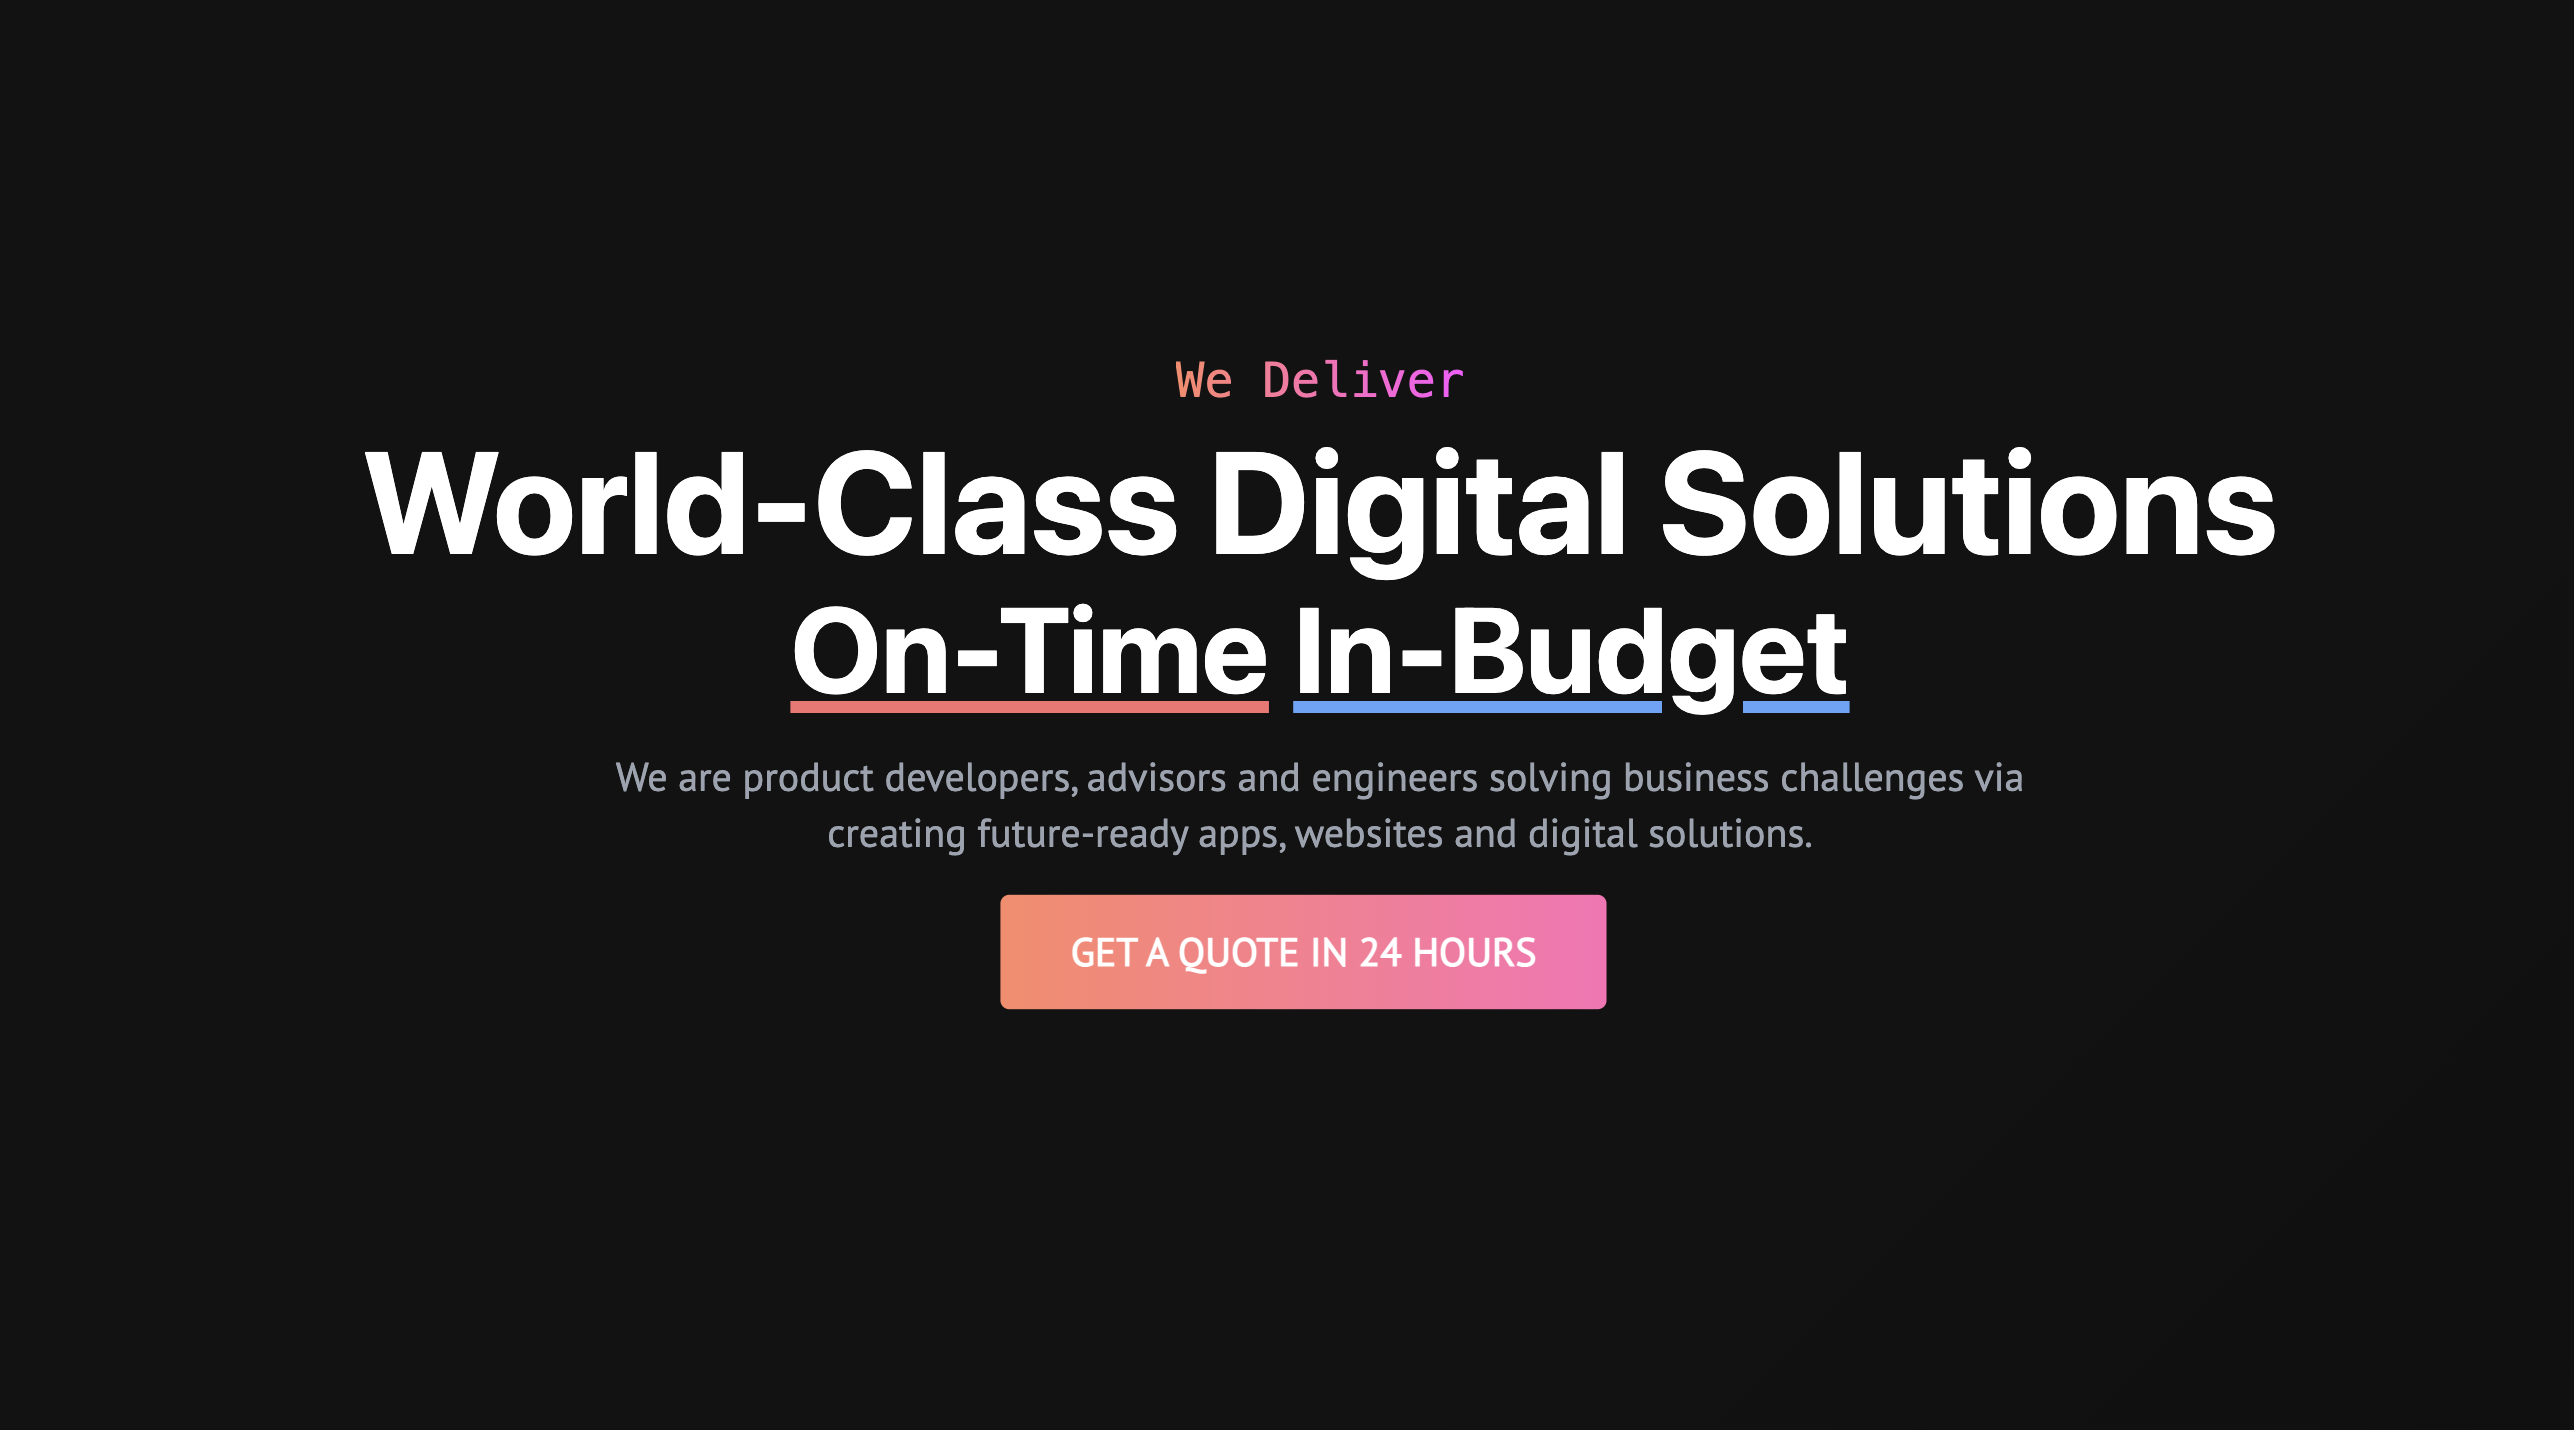 We Deliver
World-Class Digital Solutions
On-Time In-Budget
We are product developers, advisors and engineers solving business challenges via
creating future-ready apps, websites and digital solutions.
GET A QUOTE IN 24 HOURS